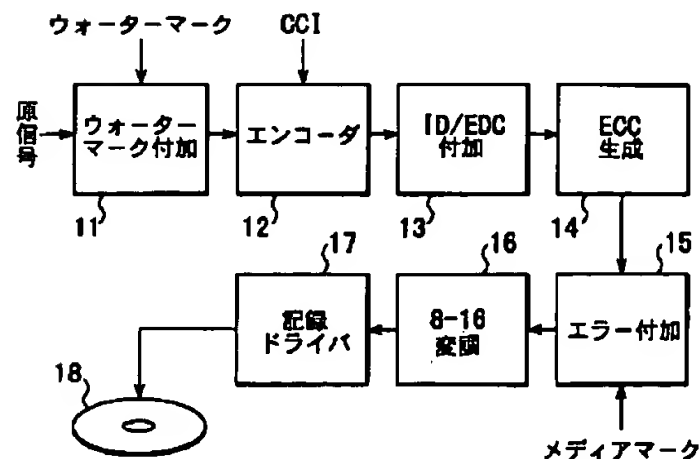 ウォーターマーク
CCI
原信号
ウォーター
マーク付加
エンコーダ
ID/EDC
付加
ECC
生成
11
12
13
14
17
16
15
記録
ドライバ
8-16
変調
エラー付加
18
メディアマーク